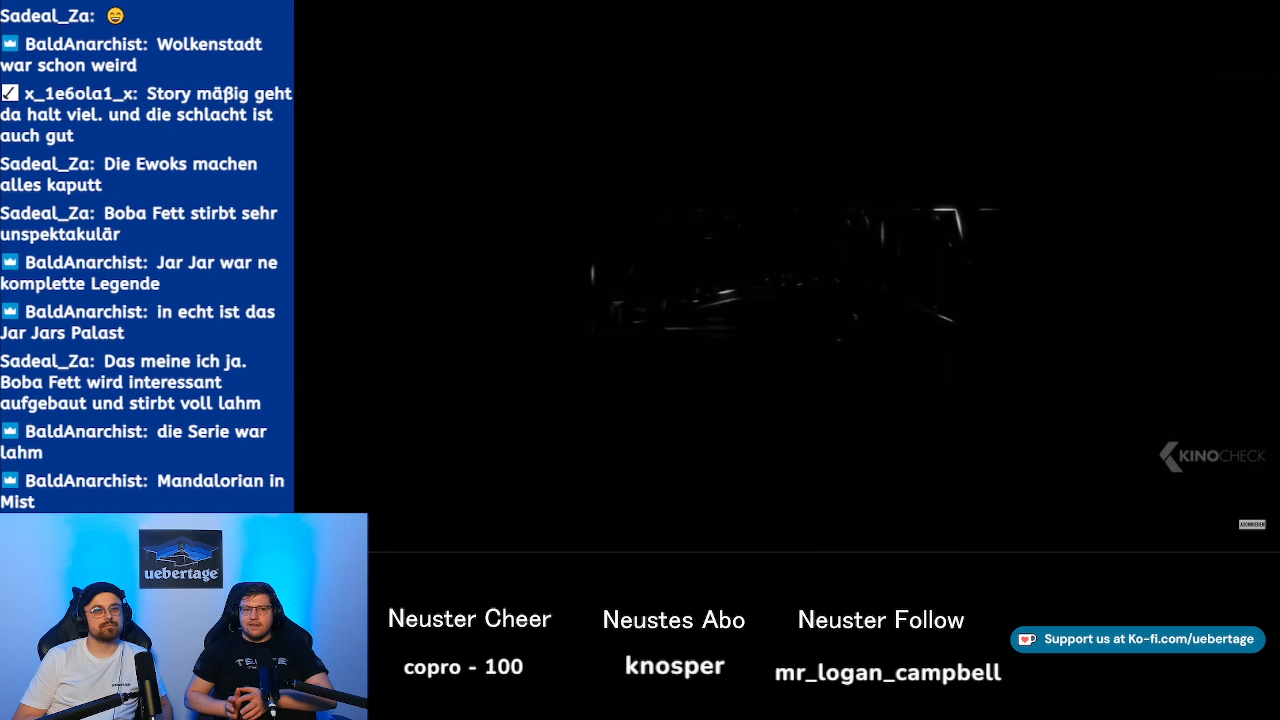 Sadeal_Za: 😄
BaldAnarchist: Wolkenstadt
war schon weird
x_1e6ola1_x: Story mäßig geht
da halt viel. und die schlacht ist
auch gut
Sadeal_Za: Die Ewoks machen
alles kaputt
Sadeal_Za: Boba Fett stirbt sehr
unspektakulär
BaldAnarchist: Jar Jar war ne
komplette Legende
BaldAnarchist: in echt ist das
Jar Jars Palast
Sadeal_Za: Das meine ich ja.
Boba Fett wird interessant
aufgebaut und stirbt voll lahm
BaldAnarchist: die Serie war
lahm
BaldAnarchist: Mandalorian in
Mist
KINOCHECK
ABONNIEREN
uebertage
Neuster Cheer
copro - 100
Neustes Abo
knosper
Neuster Follow
mr_logan_campbell
Support us at Ko-fi.com/uebertage